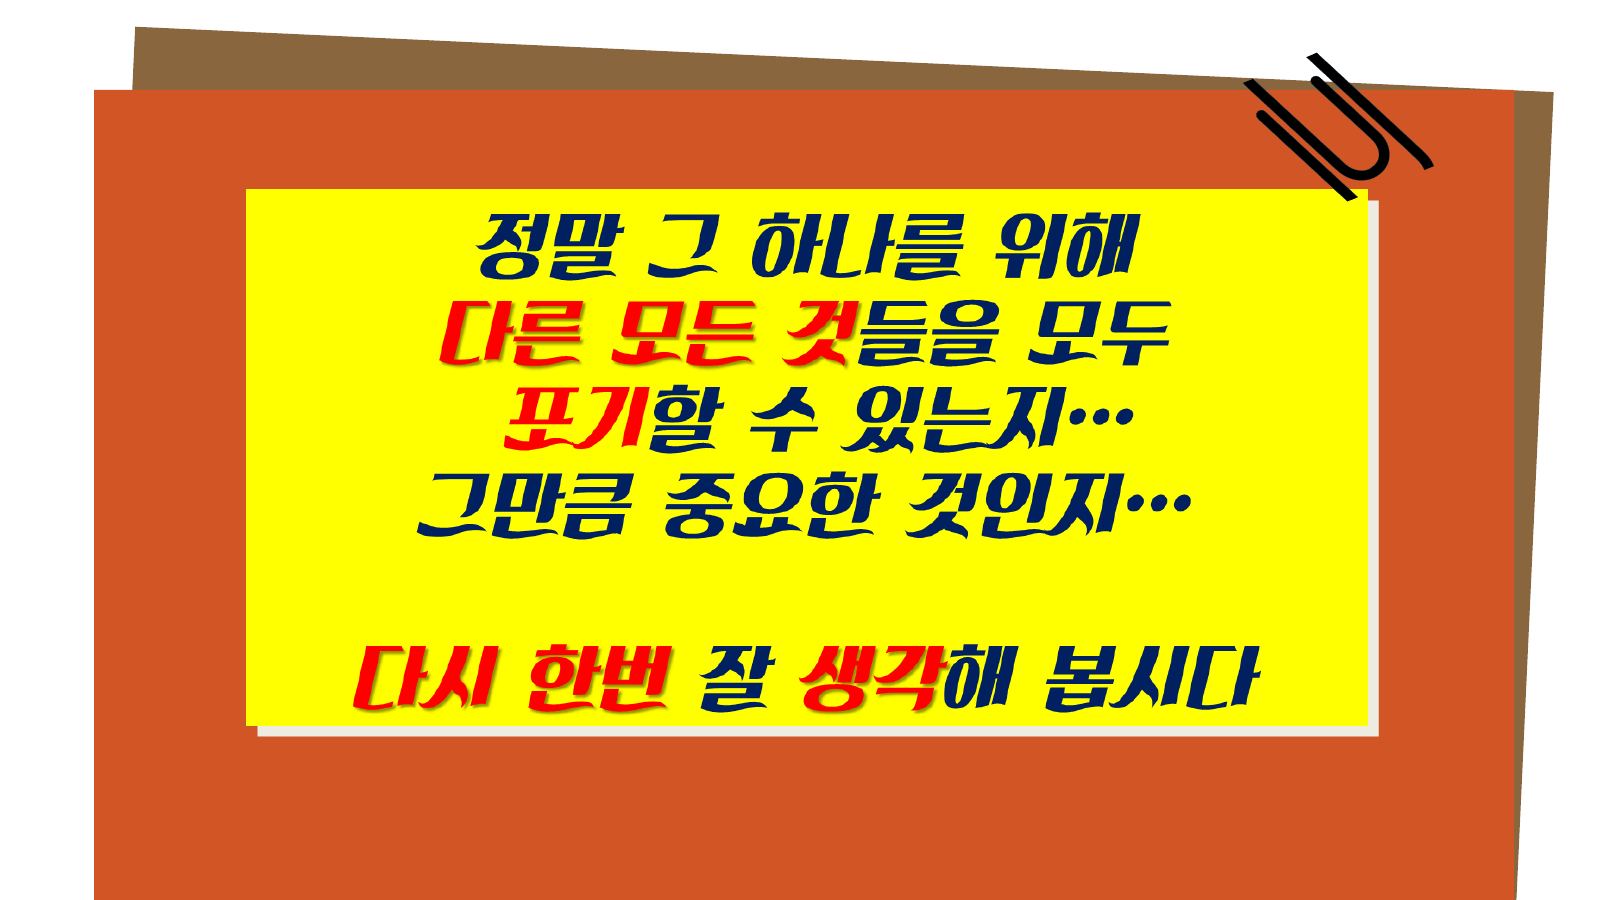 정말 그 하나를 위해
다른 모든 것들을 모두
포기할 수 있는지…
그만큼 중요한 것인지…
다시 한번 잘 생각해 봅시다